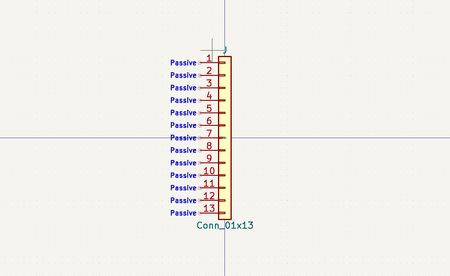 J
Passive 1
Passive 2
Passive 3
Passive 4
Passive 5
Passive 6
Passive 7
Passive 8
Passive 9
Passive 10
Passive 11
Passive 12
Passive 13
Conn_01x13